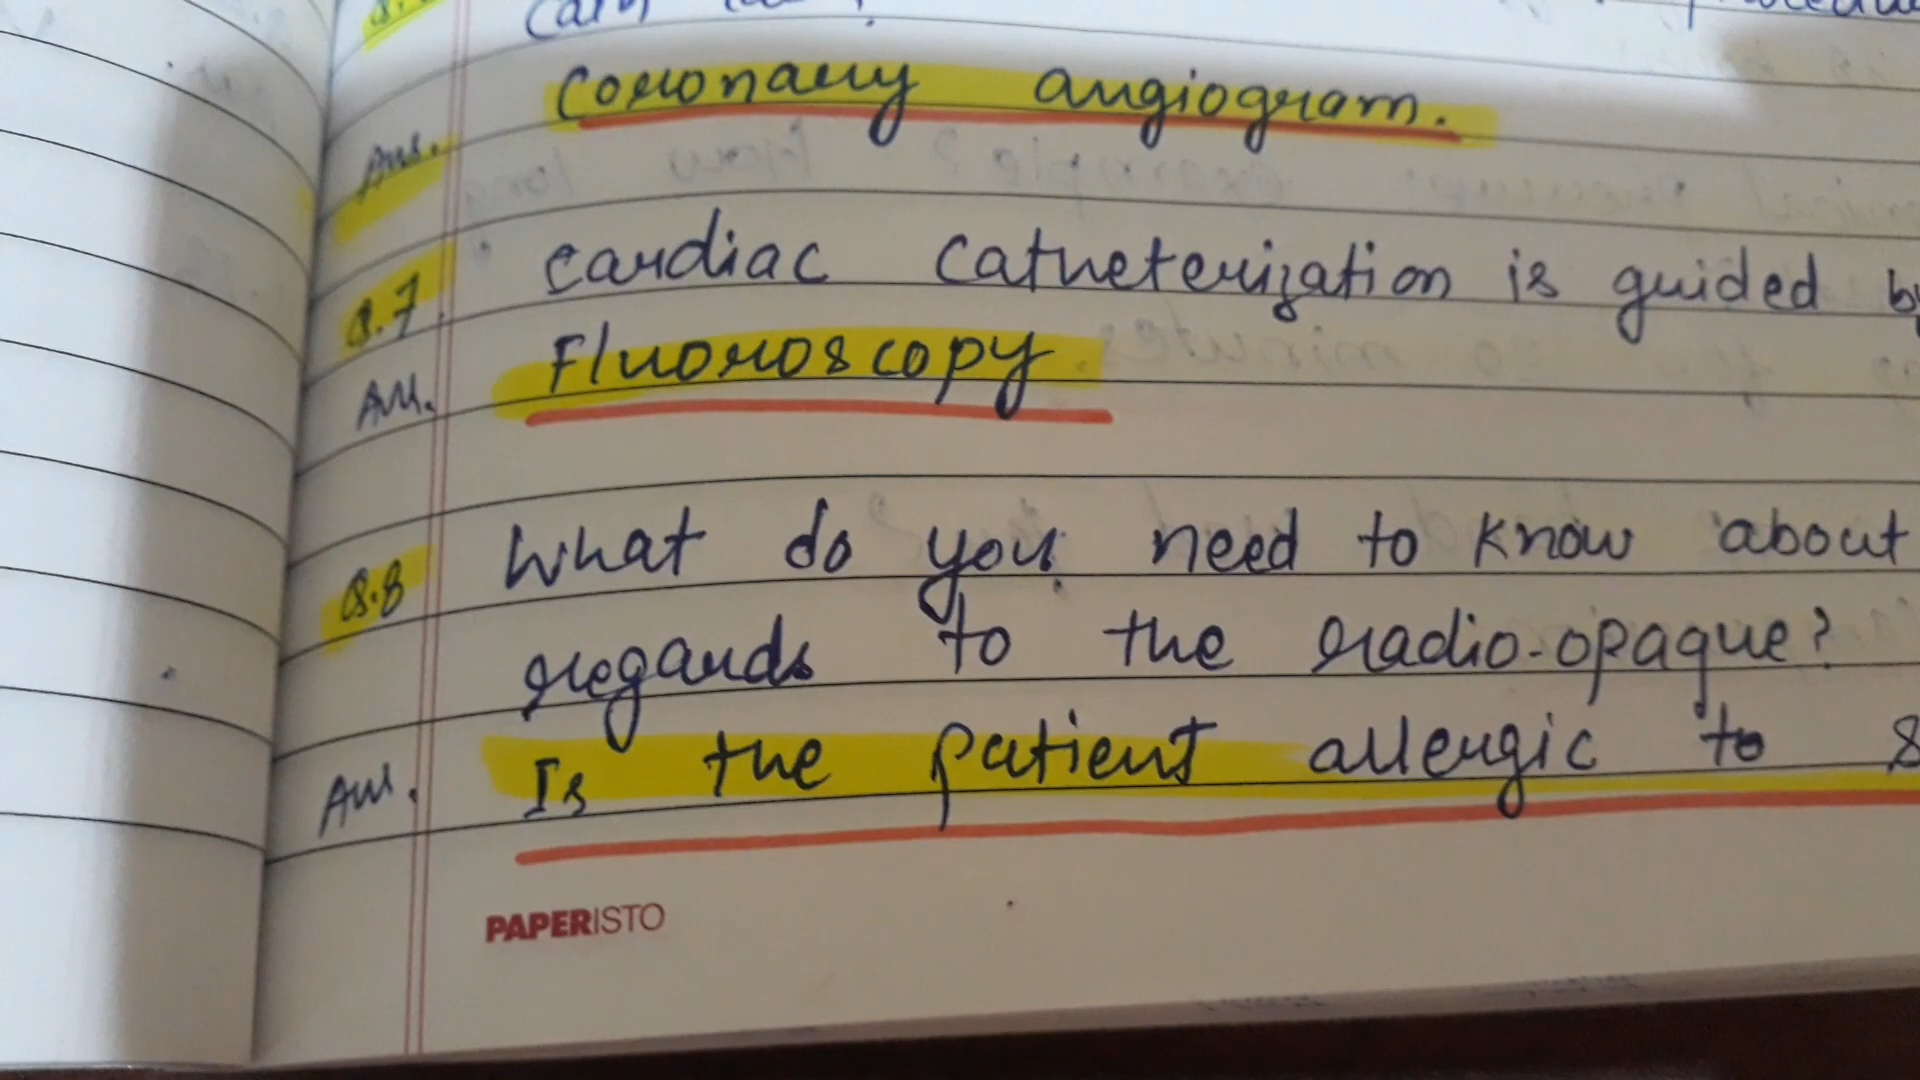 Coronary angiogram.
Ans.
Q.7 Cardiac Catheterization is guided by
Ans. Fluoroscopy
Q.8 What do you need to know about
regards to the radio-opaque?
Ans. Is the patient allergic to
PAPERISTO